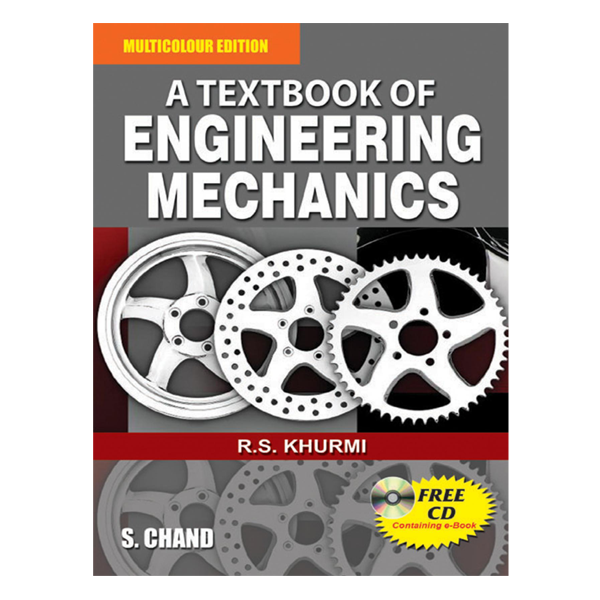 MULTICOLOUR EDITION
A TEXTBOOK OF
ENGINEERING
MECHANICS
R.S. KHURMI
FREE
CD
Containing e-Book
S. CHAND